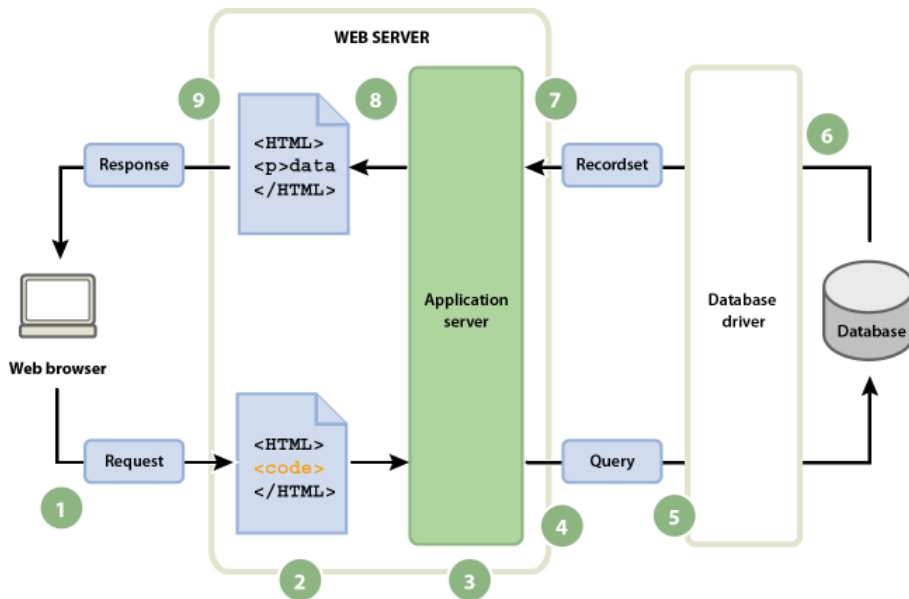 WEB SERVER
9
8
7
6
<HTML>
<p>data
</HTML>
Response
Recordset
Application
server
Database
driver
Database
Web browser
<HTML>
<code>
</HTML>
Request
Query
1
2
3
4
5